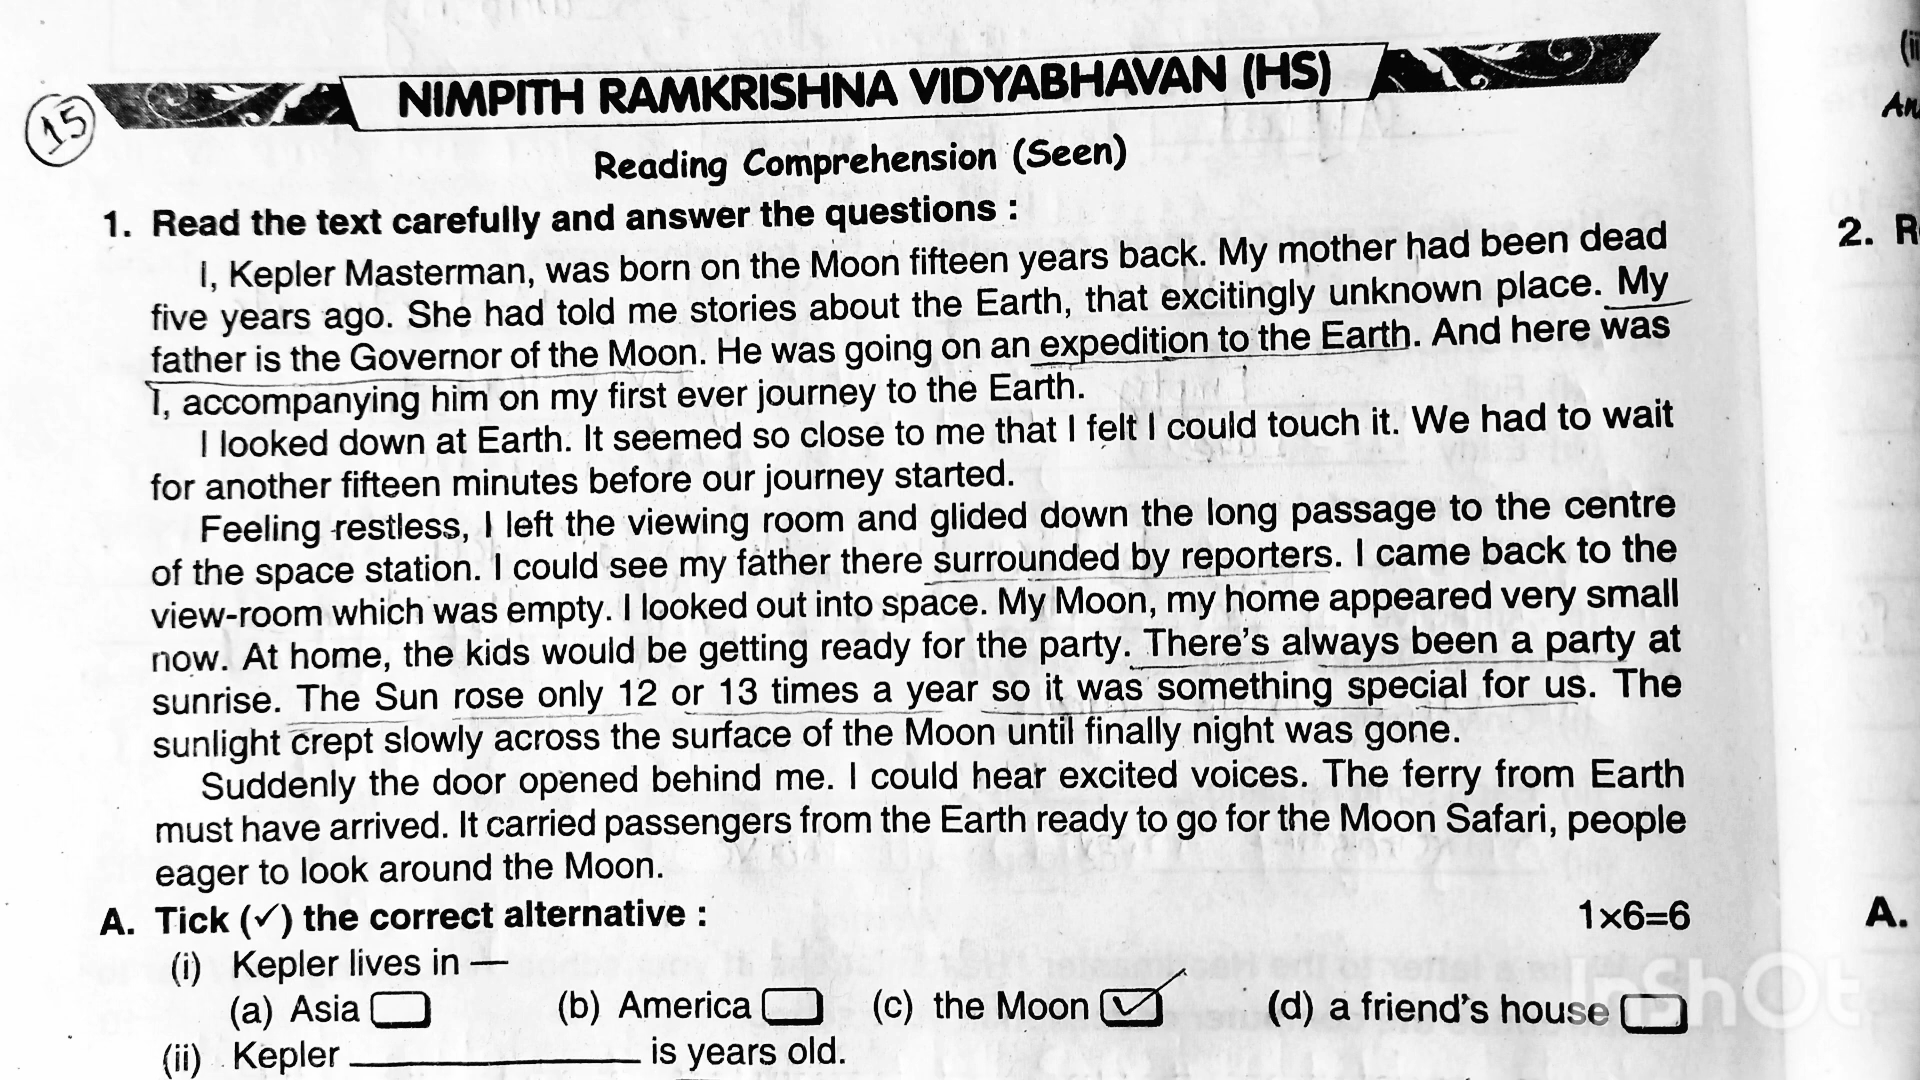 15
NIMPITH RAMKRISHNA VIDYABHAVAN (HS)
Reading Comprehension (Seen)
1. Read the text carefully and answer the questions :
I, Kepler Masterman, was born on the Moon fifteen years back. My mother had been dead
five years ago. She had told me stories about the Earth, that excitingly unknown place. My
father is the Governor of the Moon. He was going on an expedition to the Earth. And here was
I, accompanying him on my first ever journey to the Earth.
I looked down at Earth. It seemed so close to me that I felt I could touch it. We had to wait
for another fifteen minutes before our journey started.
Feeling restless, I left the viewing room and glided down the long passage to the centre
of the space station. I could see my father there surrounded by reporters. I came back to the
view-room which was empty. I looked out into space. My Moon, my home appeared very small
now. At home, the kids would be getting ready for the party. There's always been a party at
sunrise. The Sun rose only 12 or 13 times a year so it was something special for us. The
sunlight crept slowly across the surface of the Moon until finally night was gone.
Suddenly the door opened behind me. I could hear excited voices. The ferry from Earth
must have arrived. It carried passengers from the Earth ready to go for the Moon Safari, people
eager to look around the Moon.
A. Tick (✓) the correct alternative : 1×6=6
(i) Kepler lives in —
(a) Asia (b) America (c) the Moon ✓ (d) a friend's house
(ii) Kepler __________ is years old.
2.
A.
InShOt